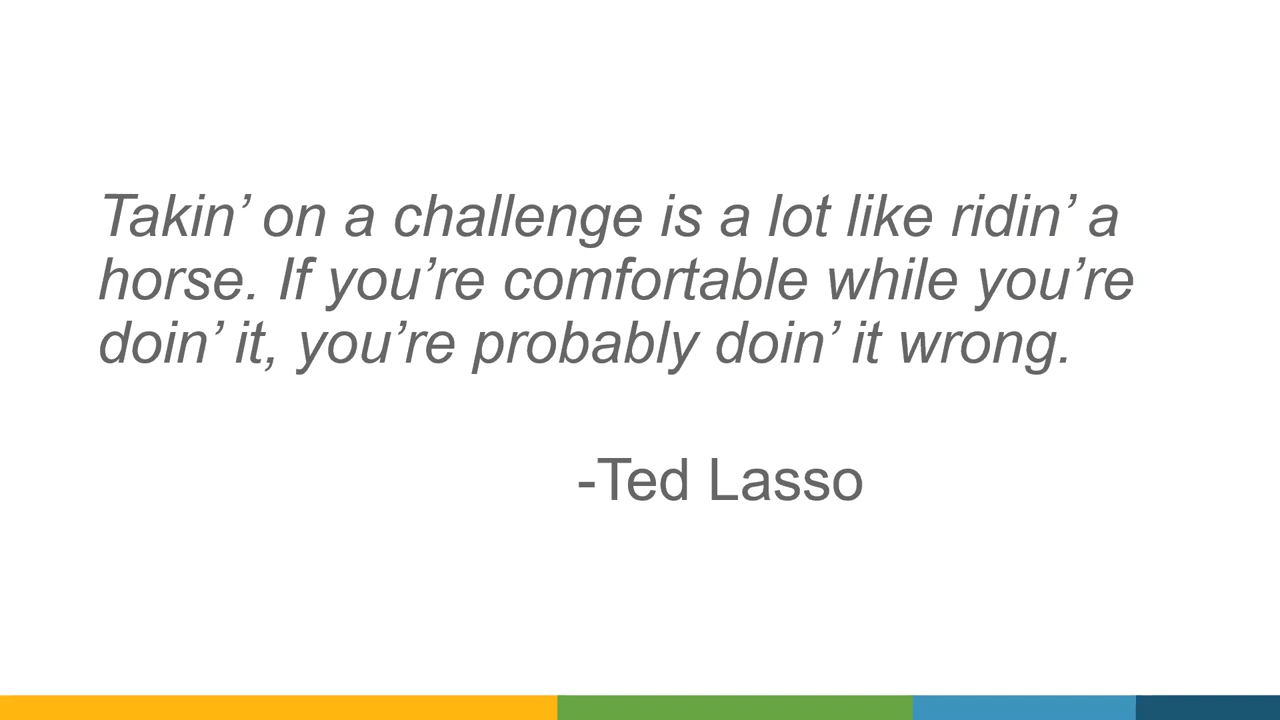 Takin’ on a challenge is a lot like ridin’ a
horse. If you’re comfortable while you’re
doin’ it, you’re probably doin’ it wrong.
-Ted Lasso